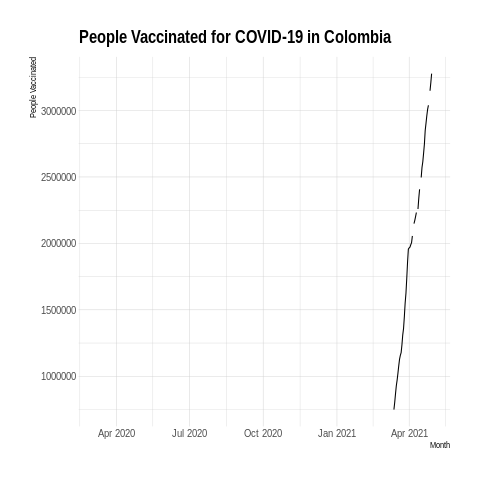 People Vaccinated for COVID-19 in Colombia
People Vaccinated
3000000
2500000
2000000
1500000
1000000
Apr 2020 Jul 2020 Oct 2020 Jan 2021 Apr 2021
Month